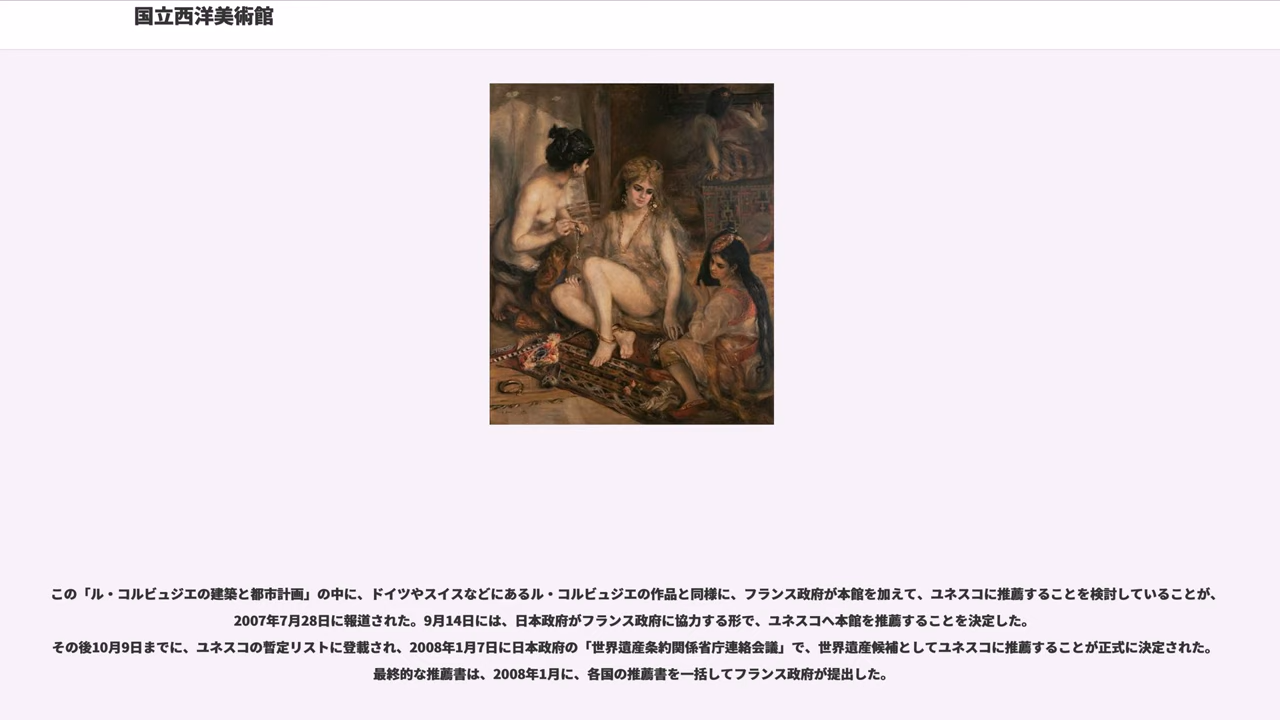 国立西洋美術館
この「ル・コルビュジエの建築と都市計画」の中に、ドイツやスイスなどにあるル・コルビュジエの作品と同様に、フランス政府が本館を加えて、ユネスコに推薦することを検討していることが、
2007年7月28日に報道された。9月14日には、日本政府がフランス政府に協力する形で、ユネスコへ本館を推薦することを決定した。
その後10月9日までに、ユネスコの暫定リストに登載され、2008年1月7日に日本政府の「世界遺産条約関係省庁連絡会議」で、世界遺産候補としてユネスコに推薦することが正式に決定された。
最終的な推薦書は、2008年1月に、各国の推薦書を一括してフランス政府が提出した。